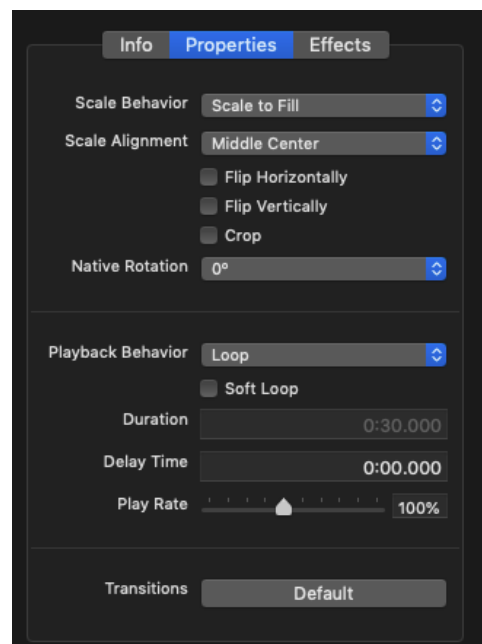 Info Properties Effects
Scale Behavior Scale to Fill
Scale Alignment Middle Center
Flip Horizontally
Flip Vertically
Crop
Native Rotation 0º
Playback Behavior Loop
Soft Loop
Duration 0:30.000
Delay Time 0:00.000
Play Rate 100%
Transitions Default